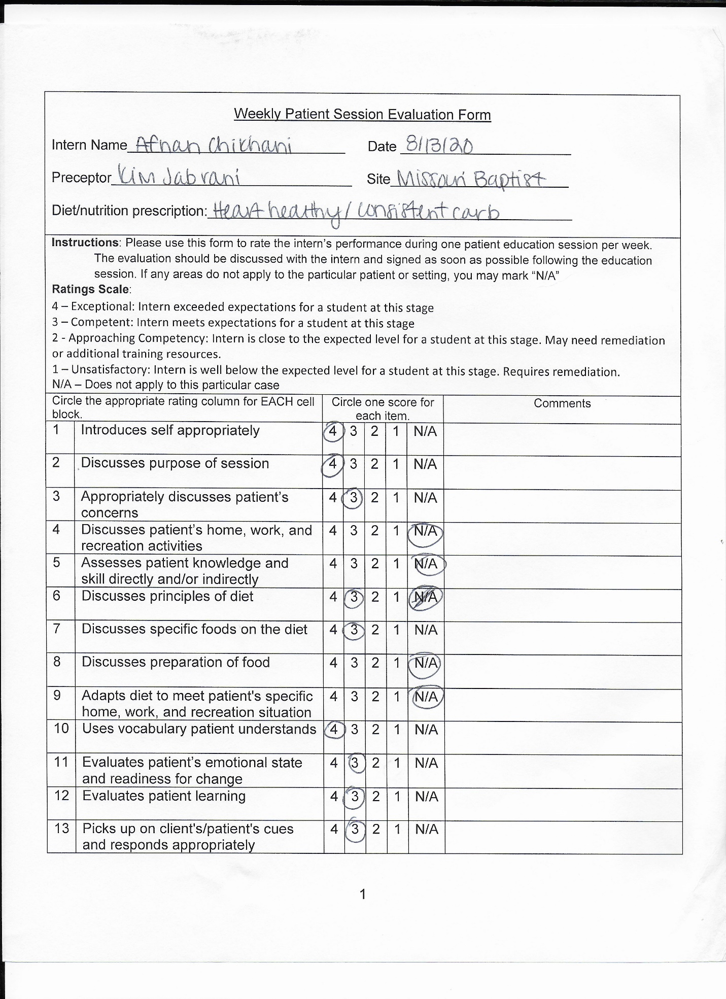 Weekly Patient Session Evaluation Form
Intern Name Afnan Chikhani Date 8/13/20
Preceptor Kim Jabrani Site Missouri Baptist
Diet/nutrition prescription: Heart healthy/consistent carb
Instructions: Please use this form to rate the intern's performance during one patient education session per week.
The evaluation should be discussed with the intern and signed as soon as possible following the education
session. If any areas do not apply to the particular patient or setting, you may mark “N/A”
Ratings Scale:
4 – Exceptional: Intern exceeded expectations for a student at this stage
3 – Competent: Intern meets expectations for a student at this stage
2 - Approaching Competency: Intern is close to the expected level for a student at this stage. May need remediation
or additional training resources.
1 – Unsatisfactory: Intern is well below the expected level for a student at this stage. Requires remediation.
N/A – Does not apply to this particular case
Circle the appropriate rating column for EACH cell
block.
Circle one score for
each item.
Comments
1 Introduces self appropriately 4 3 2 1 N/A
2 Discusses purpose of session 4 3 2 1 N/A
3 Appropriately discusses patient's 4 3 2 1 N/A
concerns
4 Discusses patient's home, work, and 4 3 2 1 N/A
recreation activities
5 Assesses patient knowledge and 4 3 2 1 N/A
skill directly and/or indirectly
6 Discusses principles of diet 4 3 2 1 N/A
7 Discusses specific foods on the diet 4 3 2 1 N/A
8 Discusses preparation of food 4 3 2 1 N/A
9 Adapts diet to meet patient's specific 4 3 2 1 N/A
home, work, and recreation situation
10 Uses vocabulary patient understands 4 3 2 1 N/A
11 Evaluates patient's emotional state 4 3 2 1 N/A
and readiness for change
12 Evaluates patient learning 4 3 2 1 N/A
13 Picks up on client's/patient's cues 4 3 2 1 N/A
and responds appropriately
1